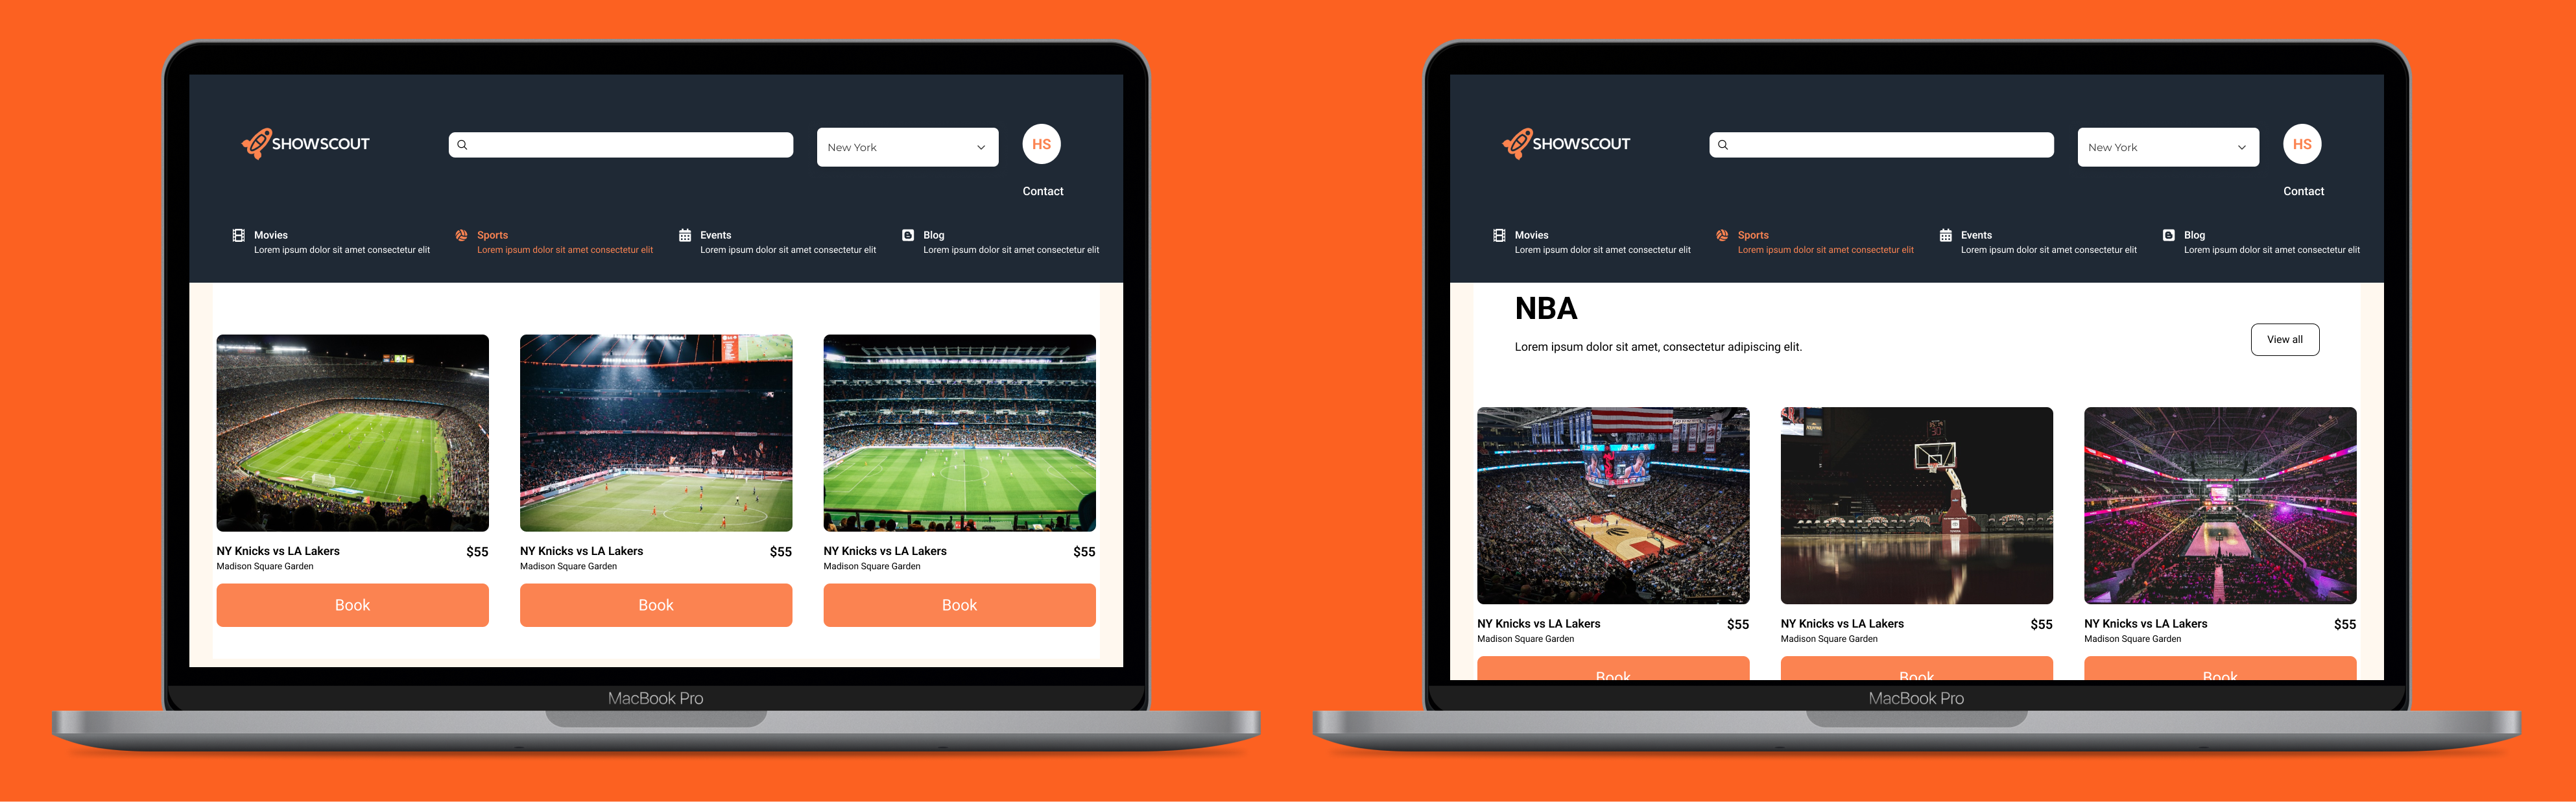 SHOWSCOUT
New York
HS
Contact
Movies
Lorem ipsum dolor sit amet consectetur elit
Sports
Lorem ipsum dolor sit amet consectetur elit
Events
Lorem ipsum dolor sit amet consectetur elit
Blog
Lorem ipsum dolor sit amet consectetur elit
NY Knicks vs LA Lakers
$55
Madison Square Garden
Book
NY Knicks vs LA Lakers
$55
Madison Square Garden
Book
NY Knicks vs LA Lakers
$55
Madison Square Garden
Book
MacBook Pro
SHOWSCOUT
New York
HS
Contact
Movies
Lorem ipsum dolor sit amet consectetur elit
Sports
Lorem ipsum dolor sit amet consectetur elit
Events
Lorem ipsum dolor sit amet consectetur elit
Blog
Lorem ipsum dolor sit amet consectetur elit
NBA
Lorem ipsum dolor sit amet, consectetur adipiscing elit.
View all
NY Knicks vs LA Lakers
$55
Madison Square Garden
Book
NY Knicks vs LA Lakers
$55
Madison Square Garden
Book
NY Knicks vs LA Lakers
$55
Madison Square Garden
Book
MacBook Pro